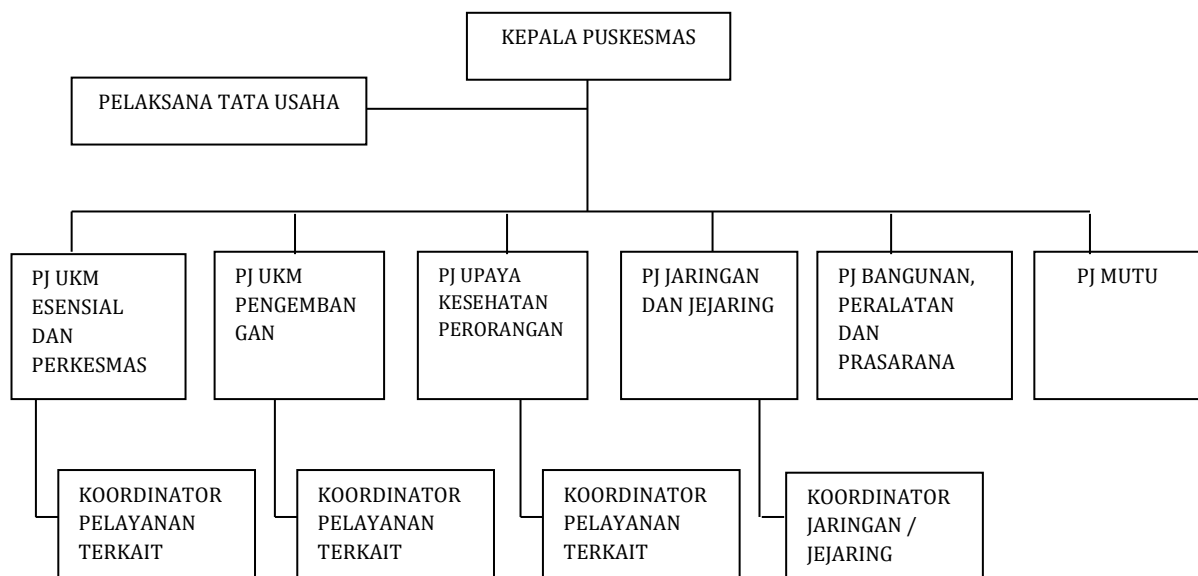 KEPALA PUSKESMAS
PELAKSANA TATA USAHA
PJ UKM
ESENSIAL
DAN
PERKESMAS
PJ UKM
PENGEMBAN
GAN
PJ UPAYA
KESEHATAN
PERORANGAN
PJ JARINGAN
DAN JEJARING
PJ BANGUNAN,
PERALATAN
DAN
PRASARANA
PJ MUTU
KOORDINATOR
PELAYANAN
TERKAIT
KOORDINATOR
PELAYANAN
TERKAIT
KOORDINATOR
PELAYANAN
TERKAIT
KOORDINATOR
JARINGAN /
JEJARING